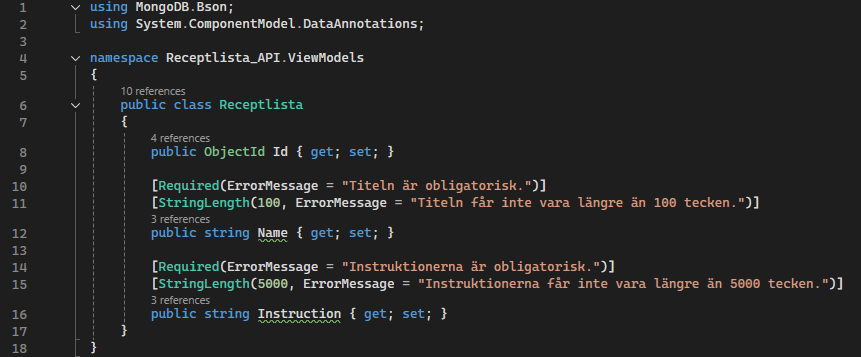 1 using MongoDB.Bson;
2 using System.ComponentModel.DataAnnotations;
3
4 namespace Receptlista_API.ViewModels
5 {
10 references
6 public class Receptlista
7 {
4 references
8 public ObjectId Id { get; set; }
9
10 [Required(ErrorMessage = "Titeln är obligatorisk.")]
11 [StringLength(100, ErrorMessage = "Titeln får inte vara längre än 100 tecken.")]
3 references
12 public string Name { get; set; }
13
14 [Required(ErrorMessage = "Instruktionerna är obligatorisk.")]
15 [StringLength(5000, ErrorMessage = "Instruktionerna får inte vara längre än 5000 tecken.")]
3 references
16 public string Instruction { get; set; }
17 }
18 }